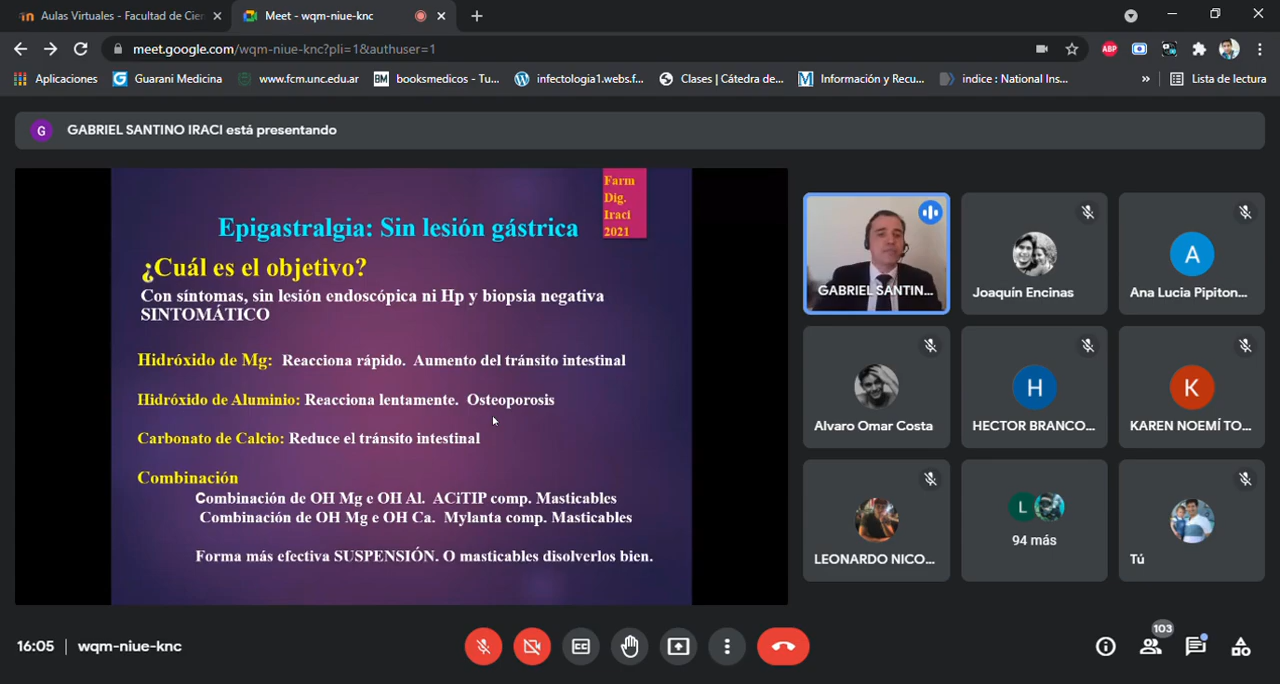 Aulas Virtuales - Facultad de Cien
Meet - wqm-niue-knc
meet.google.com/wqm-niue-knc?pli=1&authuser=1
ABP
Aplicaciones
Guarani Medicina
www.fcm.unc.edu.ar
BM booksmedicos - Tu...
infectologia1.webs.f...
Clases | Cátedra de...
M Información y Recu...
indice : National Ins...
»
Lista de lectura
G GABRIEL SANTINO IRACI está presentando
Farm
Dig.
Iraci
2021
Epigastralgia: Sin lesión gástrica
¿Cuál es el objetivo?
Con síntomas, sin lesión endoscópica ni Hp y biopsia negativa
SINTOMÁTICO
Hidróxido de Mg: Reacciona rápido. Aumento del tránsito intestinal
Hidróxido de Aluminio: Reacciona lentamente. Osteoporosis
Carbonato de Calcio: Reduce el tránsito intestinal
Combinación
Combinación de OH Mg e OH Al. ACiTIP comp. Masticables
Combinación de OH Mg e OH Ca. Mylanta comp. Masticables
Forma más efectiva SUSPENSIÓN. O masticables disolverlos bien.
GABRIEL SANTIN...
Joaquín Encinas
A
Ana Lucia Pipiton...
Alvaro Omar Costa
H
HECTOR BRANCO...
K
KAREN NOEMÍ TO...
LEONARDO NICO...
L
94 más
Tú
16:05 | wqm-niue-knc
CC
103